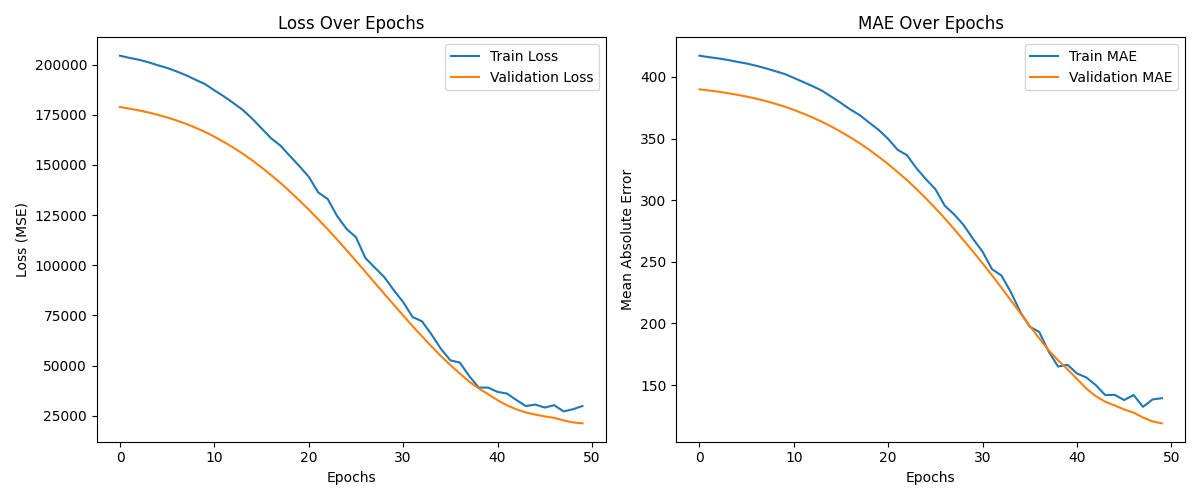 Loss Over Epochs
Train Loss
Validation Loss
200000
175000
150000
125000
100000
75000
50000
25000
Loss (MSE)
0 10 20 30 40 50
Epochs
MAE Over Epochs
Train MAE
Validation MAE
400
350
300
250
200
150
Mean Absolute Error
0 10 20 30 40 50
Epochs